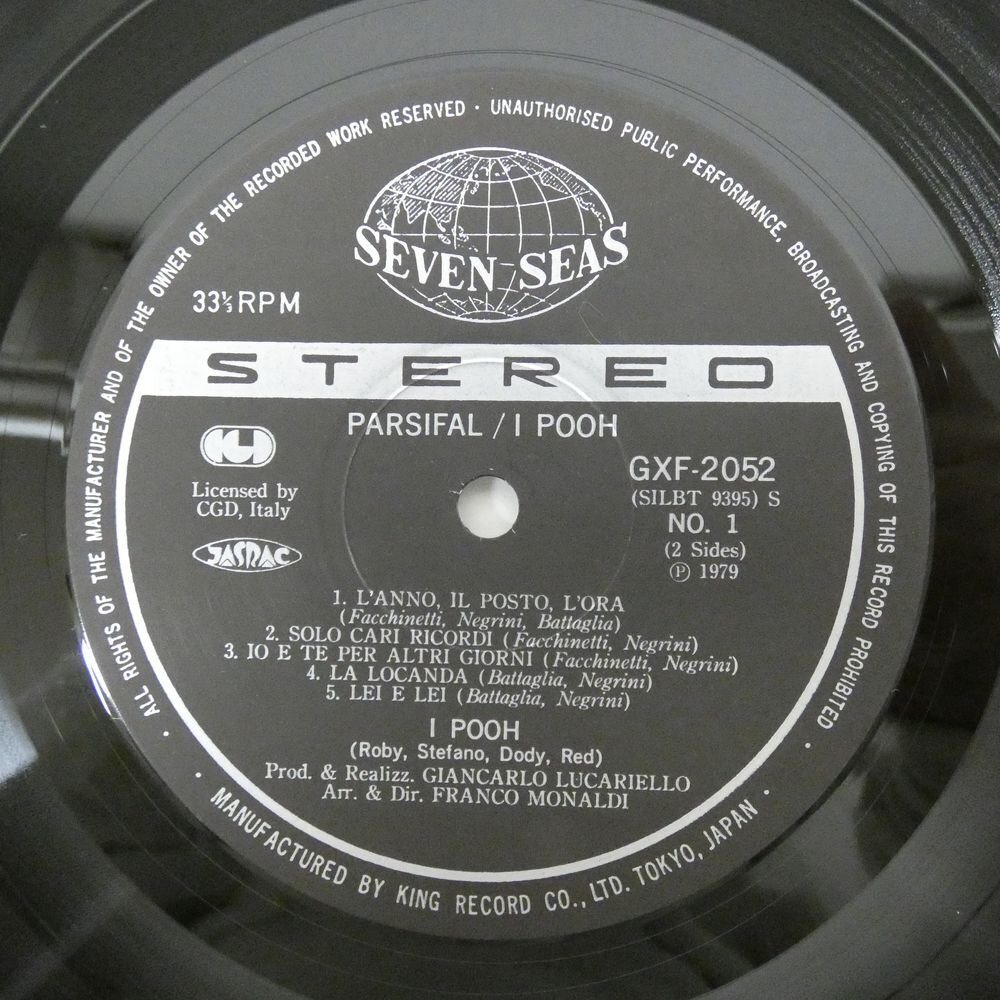 · ALL RIGHTS OF THE MANUFACTURER AND OF THE OWNER OF THE RECORDED WORK RESERVED · UNAUTHORISED PUBLIC PERFORMANCE, BROADCASTING AND COPYING OF THIS RECORD PROHIBITED ·
SEVEN SEAS
33⅓ RPM
STEREO
PARSIFAL / I POOH
Licensed by
CGD, Italy
JASRAC
GXF-2052
(SILBT 9395) S
NO. 1
(2 Sides)
Ⓟ 1979
1. L'ANNO, IL POSTO, L'ORA
(Facchinetti, Negrini, Battaglia)
2. SOLO CARI RICORDI (Facchinetti, Negrini)
3. IO E TE PER ALTRI GIORNI (Facchinetti, Negrini)
4. LA LOCANDA (Battaglia, Negrini)
5. LEI E LEI (Battaglia, Negrini)
I POOH
(Roby, Stefano, Dody, Red)
Prod. & Realizz. GIANCARLO LUCARIELLO
Arr. & Dir. FRANCO MONALDI
· MANUFACTURED BY KING RECORD CO., LTD. TOKYO, JAPAN ·